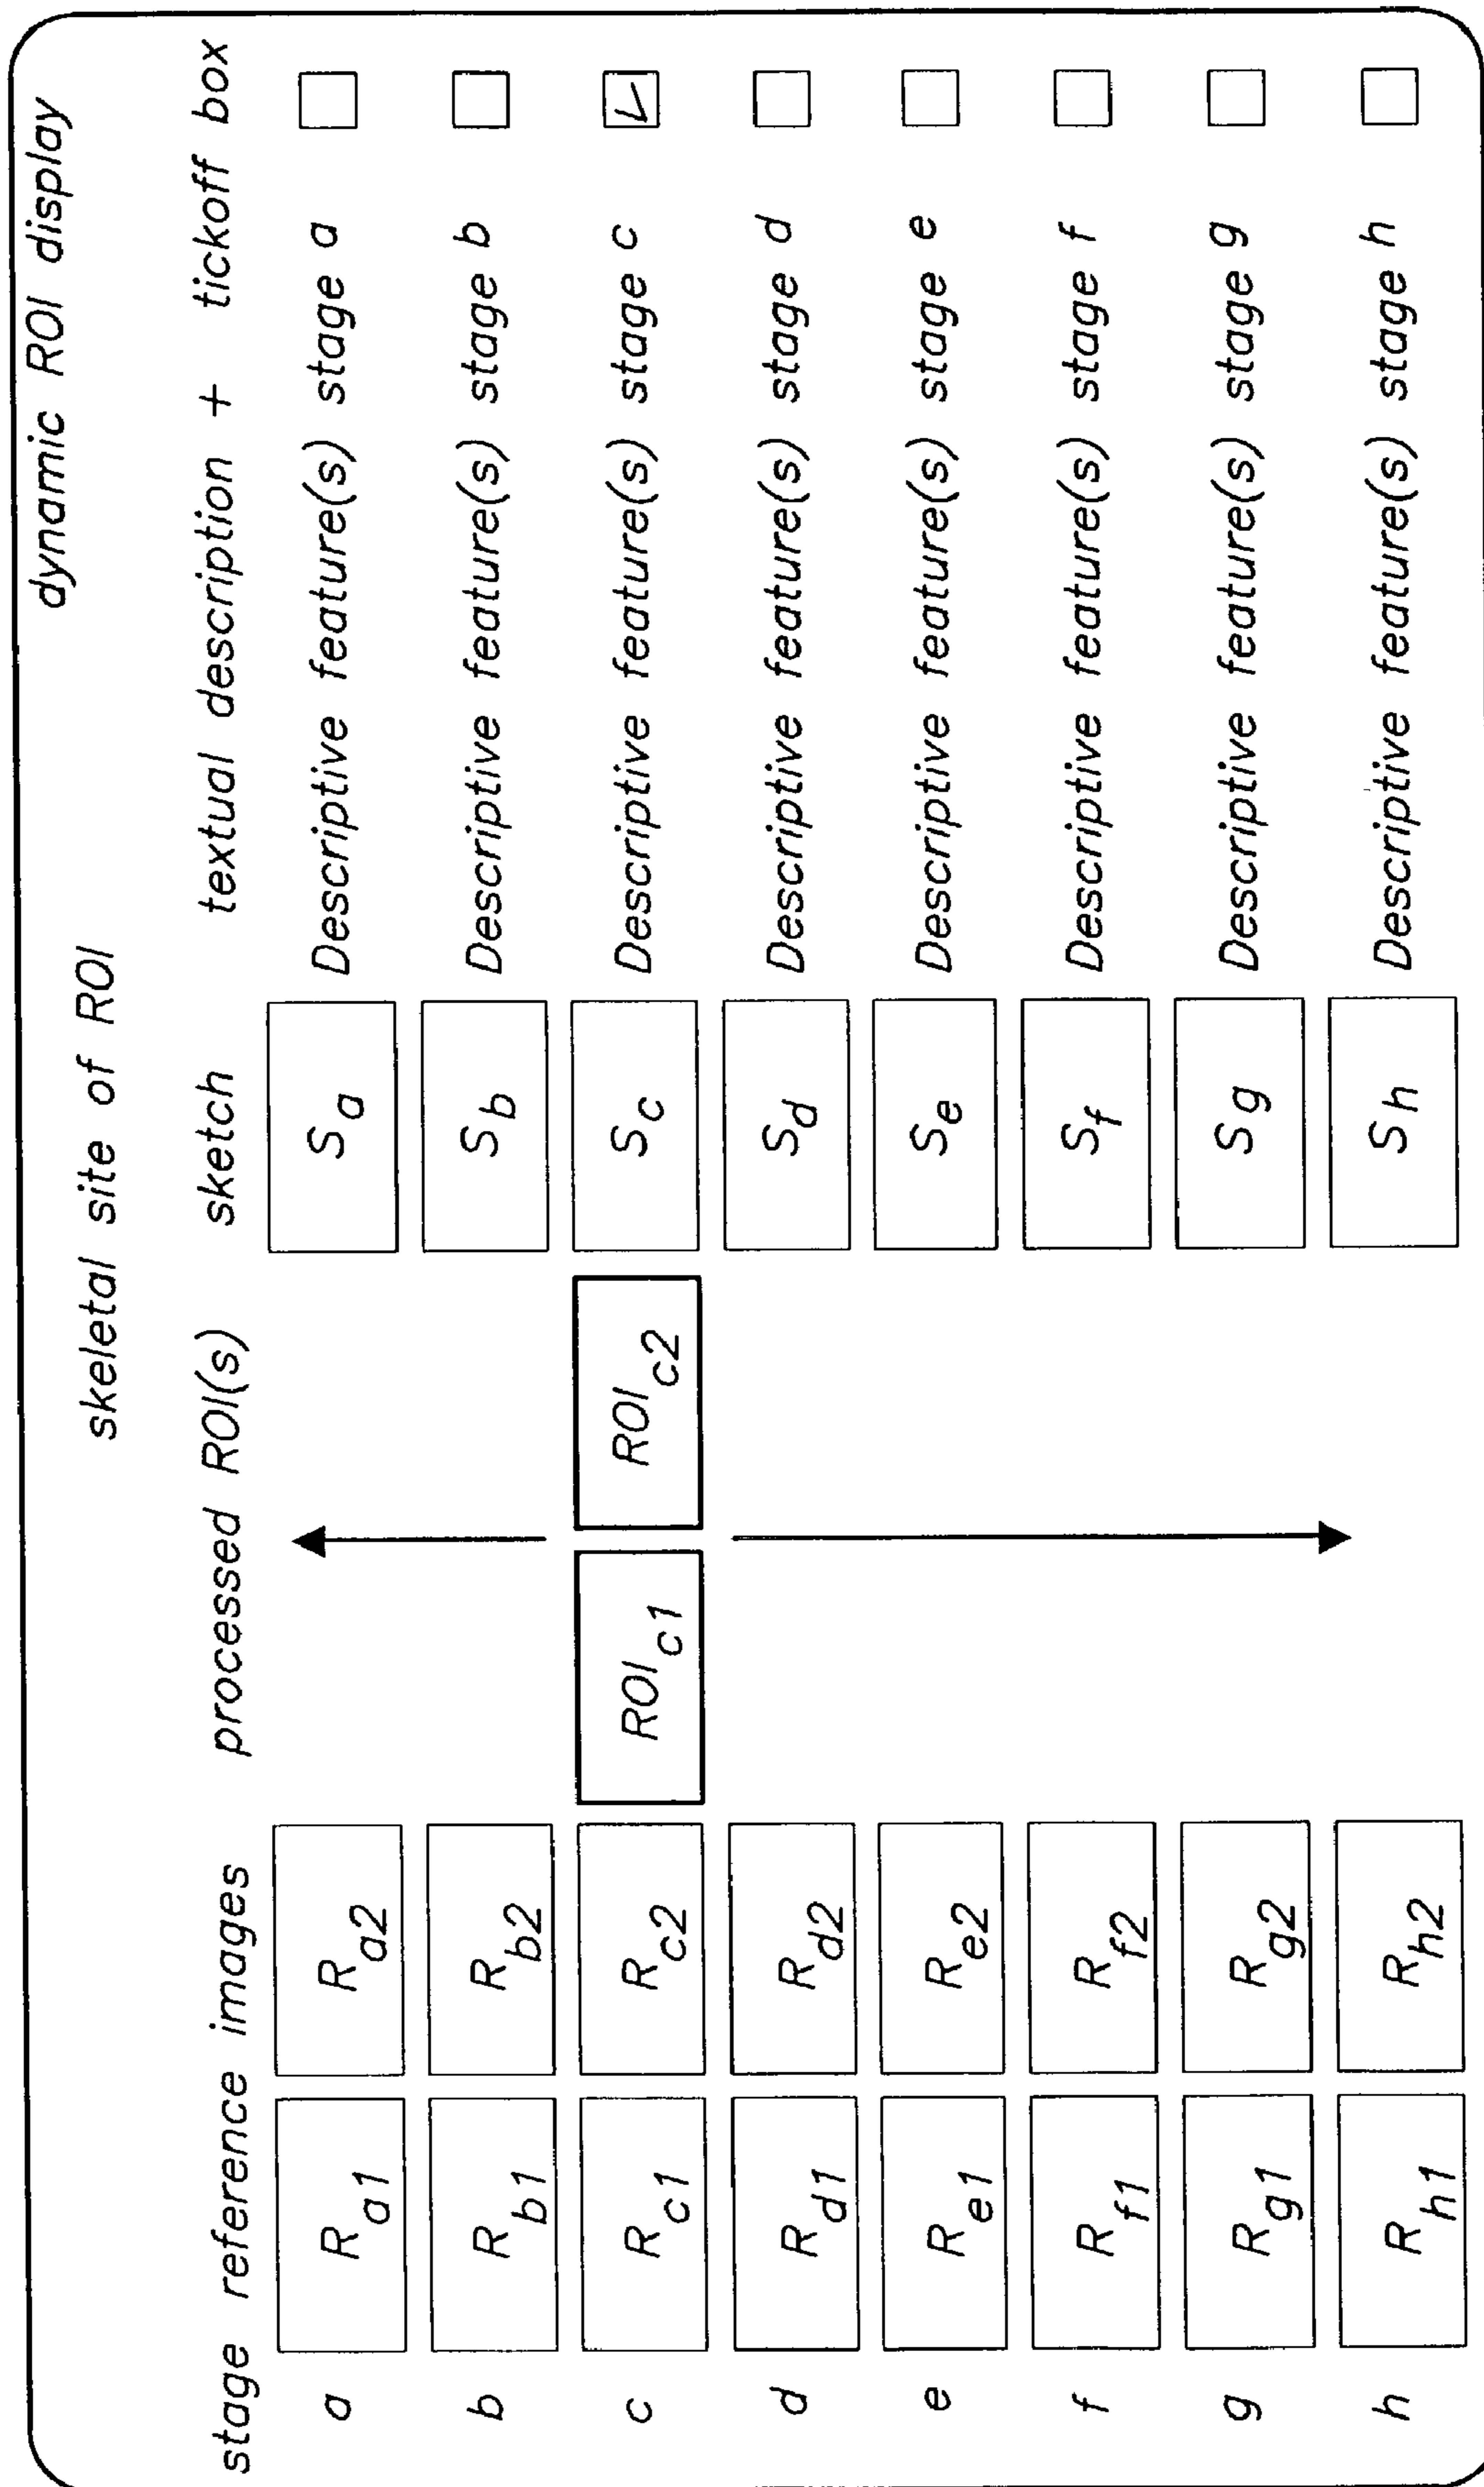 dynamic ROI display
skeletal site of ROI
stage reference images processed ROI(s) sketch textual description + tickoff box
a R a1 R a2 S a Descriptive feature(s) stage a
b R b1 R b2 S b Descriptive feature(s) stage b
c R c1 R c2 ROI c1 ROI c2 S c Descriptive feature(s) stage c
d R d1 R d2 S d Descriptive feature(s) stage d
e R e1 R e2 S e Descriptive feature(s) stage e
f R f1 R f2 S f Descriptive feature(s) stage f
g R g1 R g2 S g Descriptive feature(s) stage g
h R h1 R h2 S h Descriptive feature(s) stage h